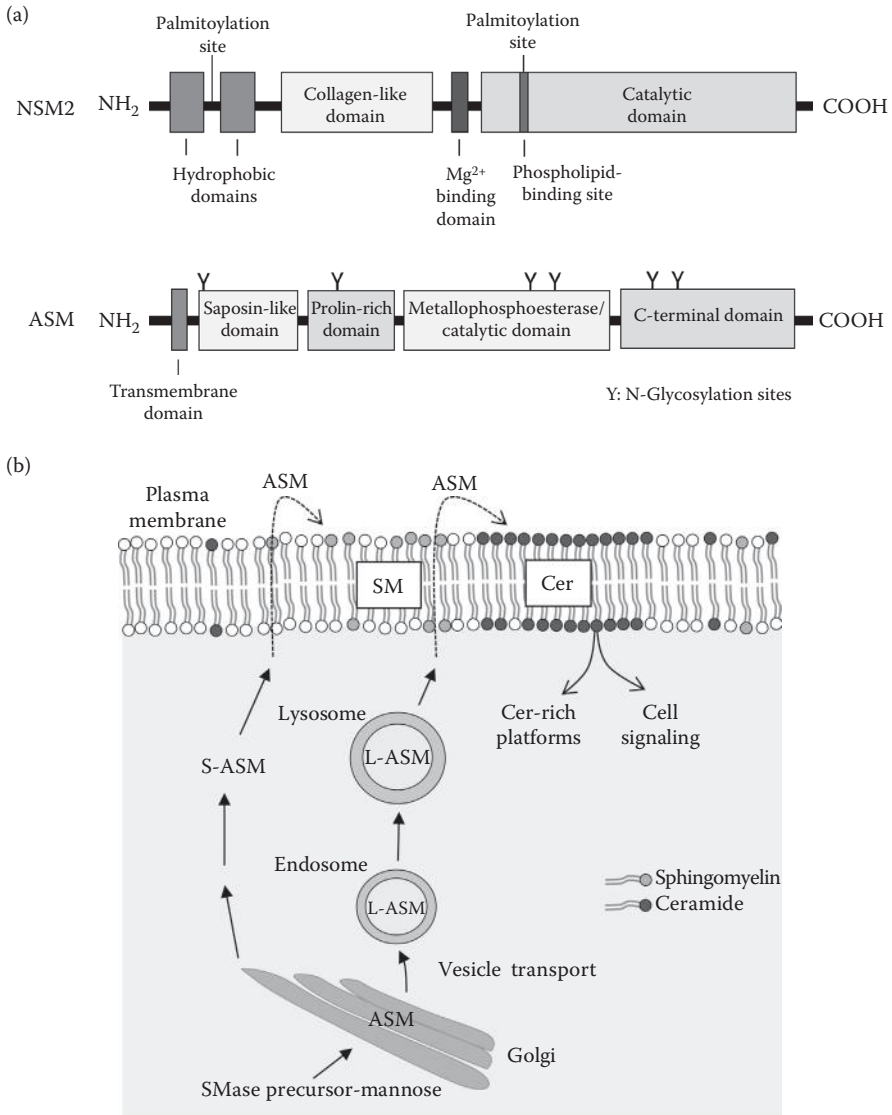 (a)
Palmitoylation
site
Palmitoylation
site
NSM2
NH2
Collagen-like
domain
Catalytic
domain
COOH
Hydrophobic
domains
Mg2+
binding
domain
Phospholipid-
binding site
ASM
NH2
Saposin-like
domain
Prolin-rich
domain
Metallophosphoesterase/
catalytic domain
C-terminal domain
COOH
Y Y Y Y Y Y
Transmembrane
domain
Y: N-Glycosylation sites
(b)
Plasma
membrane
ASM
ASM
SM
Cer
Cer-rich
platforms
Cell
signaling
Lysosome
L-ASM
S-ASM
Endosome
L-ASM
Sphingomyelin
Ceramide
Vesicle transport
ASM
Golgi
SMase precursor-mannose